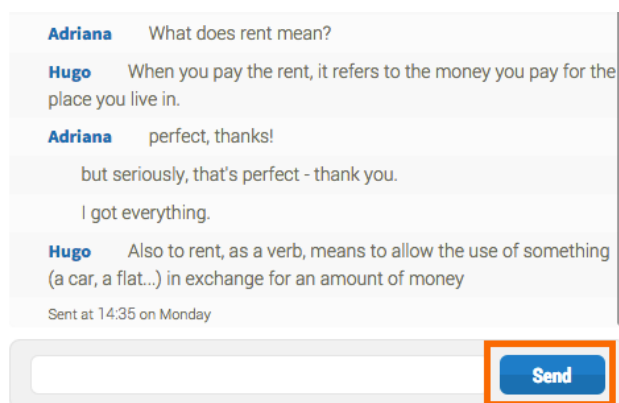 Adriana What does rent mean?
Hugo When you pay the rent, it refers to the money you pay for the
place you live in.
Adriana perfect, thanks!
but seriously, that's perfect - thank you.
I got everything.
Hugo Also to rent, as a verb, means to allow the use of something
(a car, a flat...) in exchange for an amount of money
Sent at 14:35 on Monday
Send